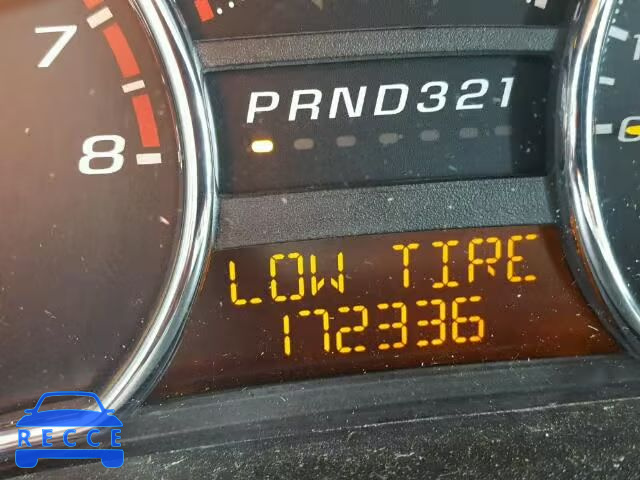 7
8
PRND321
LOW TIRE
172336
RECCE